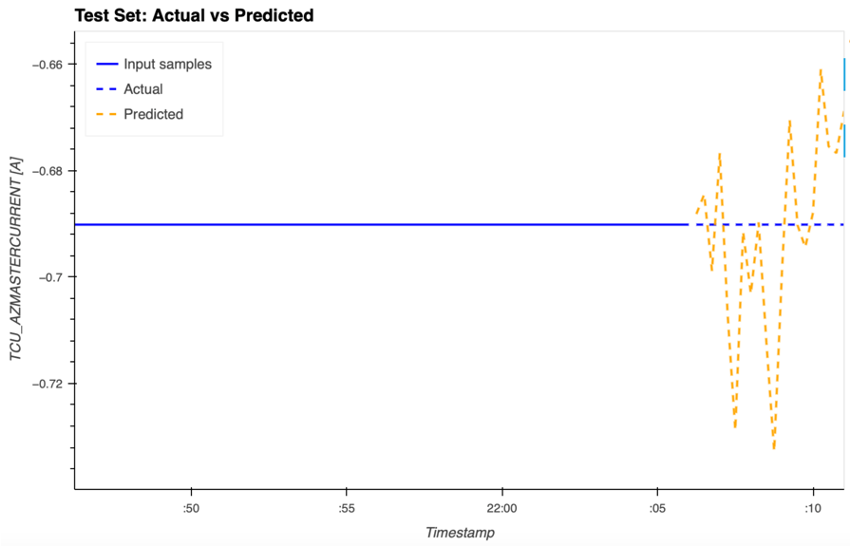 Test Set: Actual vs Predicted
Input samples
Actual
Predicted
−0.66
−0.68
−0.7
−0.72
TCU_AZMASTERCURRENT [A]
:50
:55
22:00
:05
:10
Timestamp